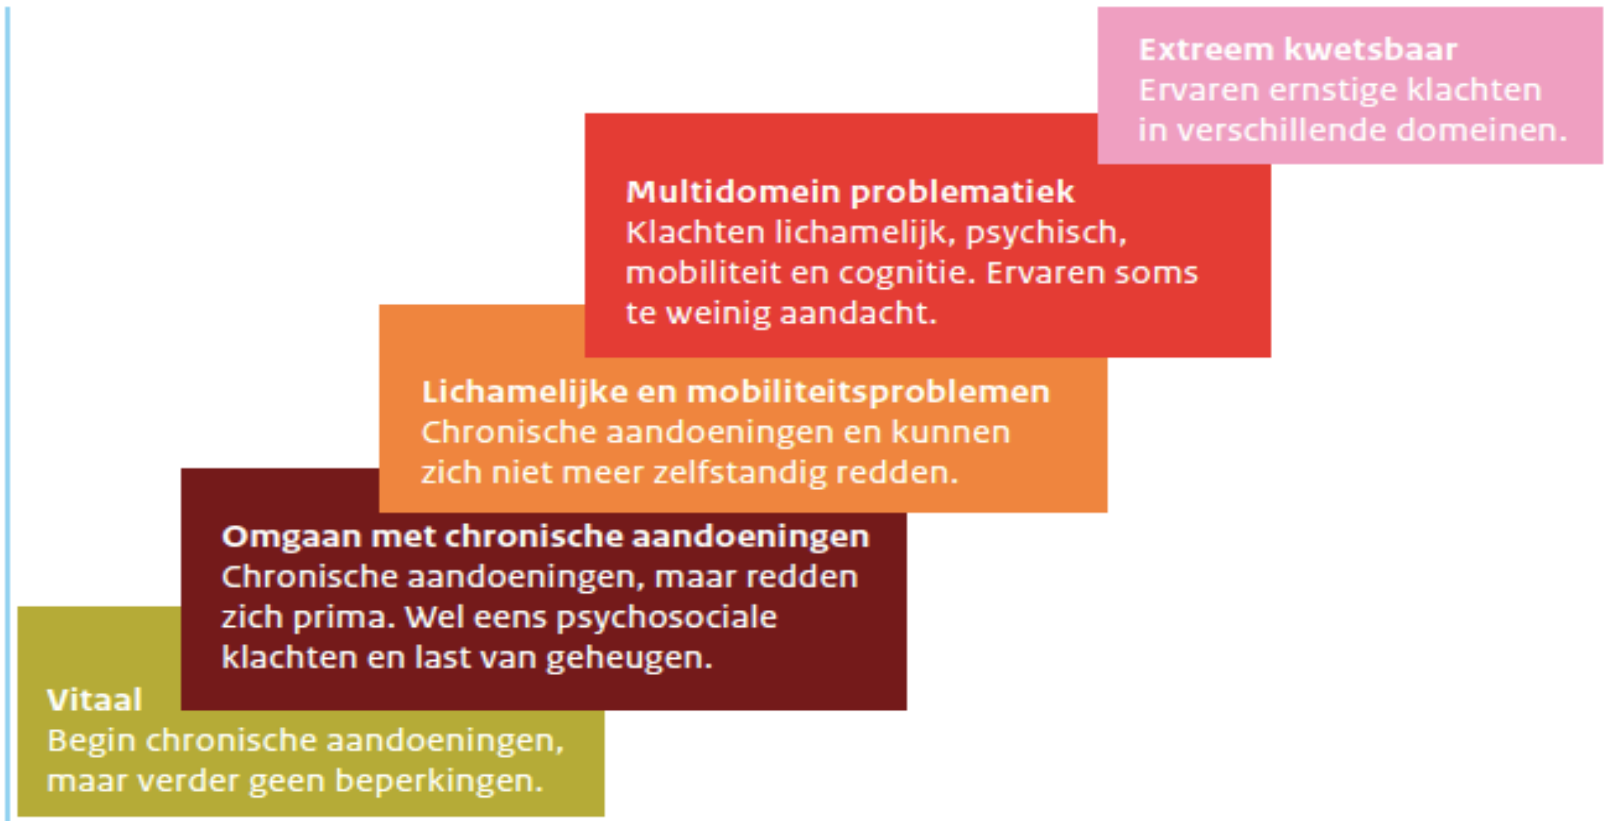 Extreem kwetsbaar
Ervaren ernstige klachten
in verschillende domeinen.
Multidomein problematiek
Klachten lichamelijk, psychisch,
mobiliteit en cognitie. Ervaren soms
te weinig aandacht.
Lichamelijke en mobiliteitsproblemen
Chronische aandoeningen en kunnen
zich niet meer zelfstandig redden.
Omgaan met chronische aandoeningen
Chronische aandoeningen, maar redden
zich prima. Wel eens psychosociale
klachten en last van geheugen.
Vitaal
Begin chronische aandoeningen,
maar verder geen beperkingen.